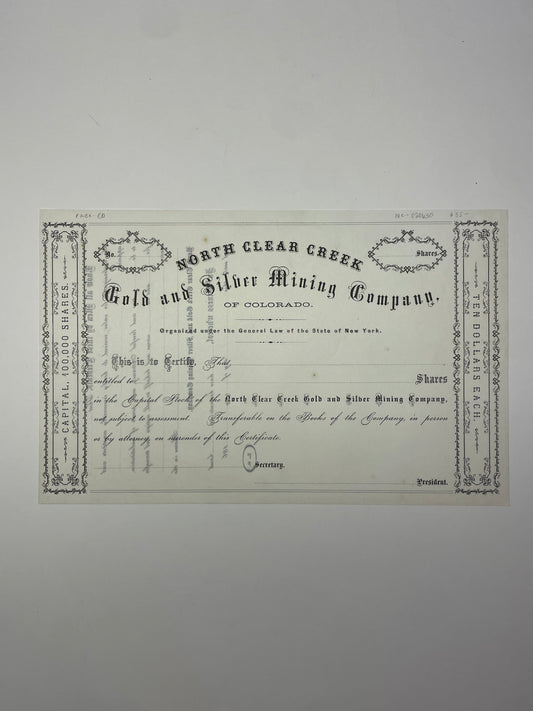 $35-
No.
Shares
NORTH CLEAR CREEK
Gold and Silver Mining Company,
OF COLORADO.
Organized under the General Law of the State of New York.
CAPITAL, 100,000 SHARES.
TEN DOLLARS EACH.
This is to Certify, That
entitled to
Shares
in the Capital Stock of the North Clear Creek Gold and Silver Mining Company,
not subject to assessment. Transferable on the Books of the Company, in person
or by attorney, on surrender of this Certificate.
Secretary.
President.